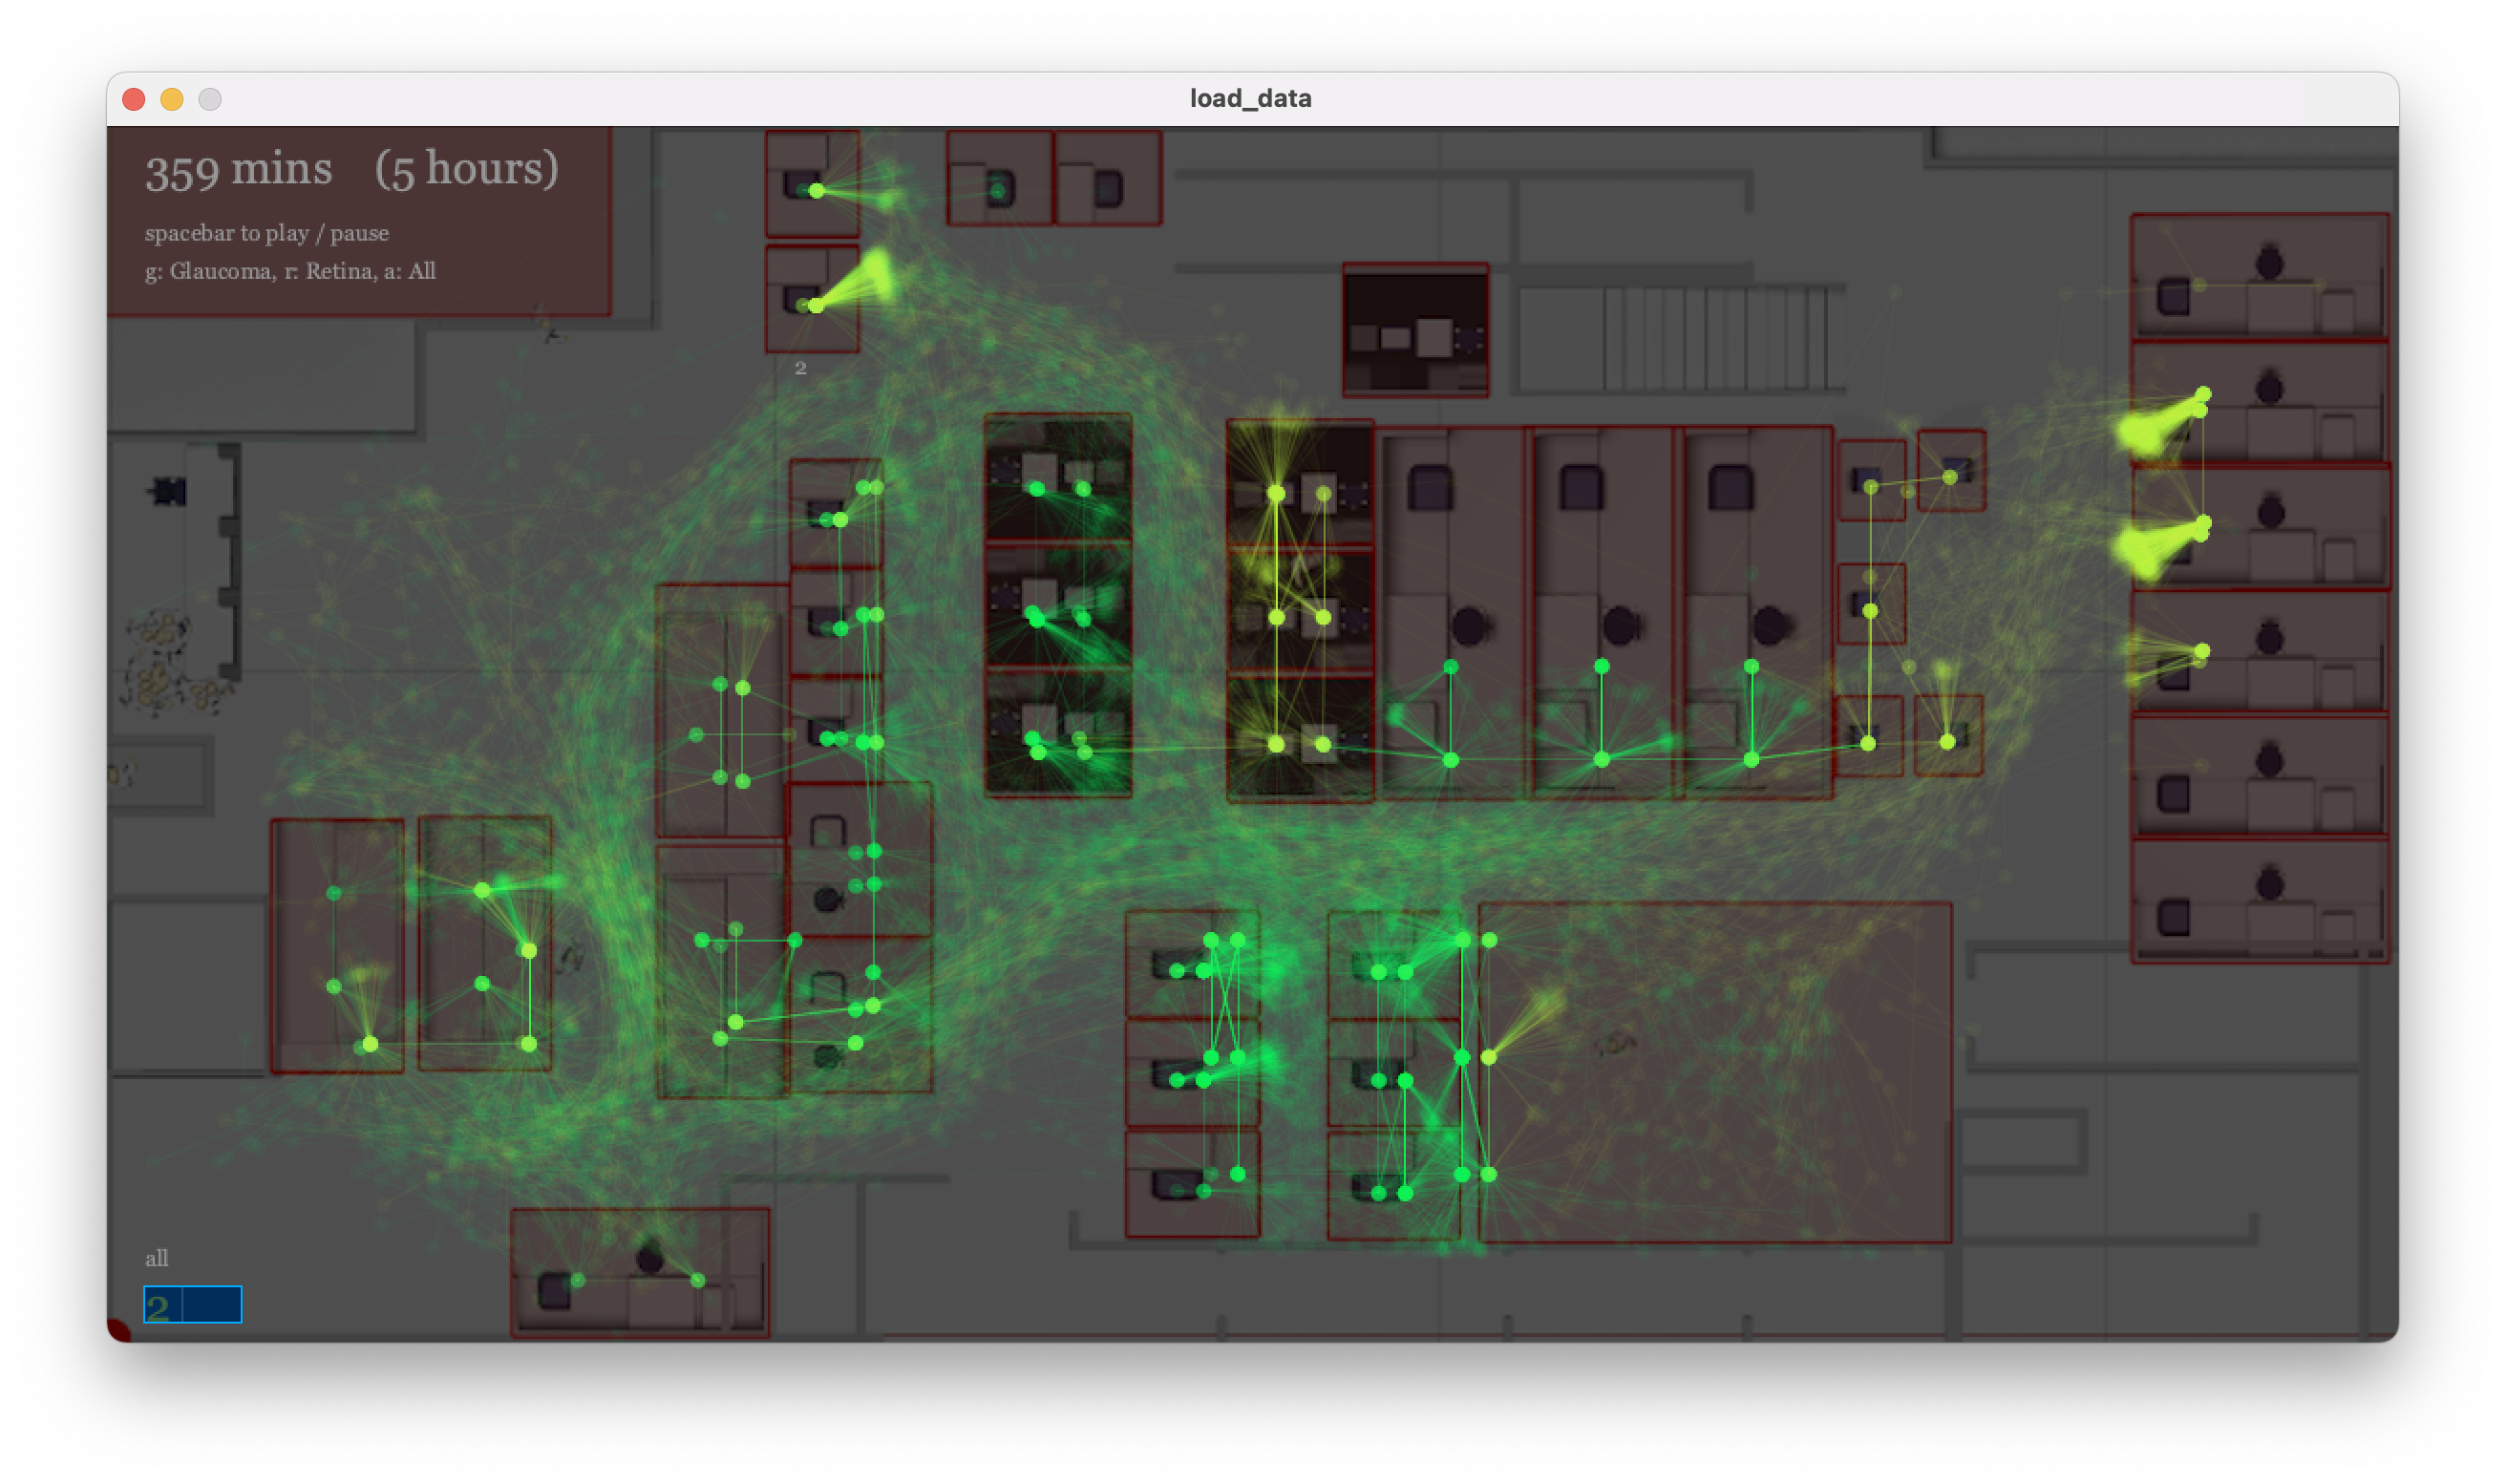 load_data
359 mins (5 hours)
spacebar to play / pause
g: Glaucoma, r: Retina, a: All
2
all
2